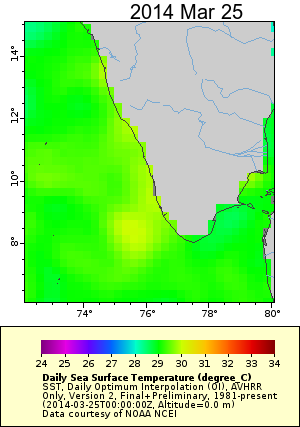 2014 Mar 25
14°
12°
10°
8°
74°
76°
78°
80°
24 25 26 27 28 29 30 31 32 33 34
Daily Sea Surface Temperature (degree_C)
SST, Daily Optimum Interpolation (OI), AVHRR
Only, Version 2, Final+Preliminary, 1981-present
(2014-03-25T00:00:00Z, Altitude=0.0 m)
Data courtesy of NOAA NCEI